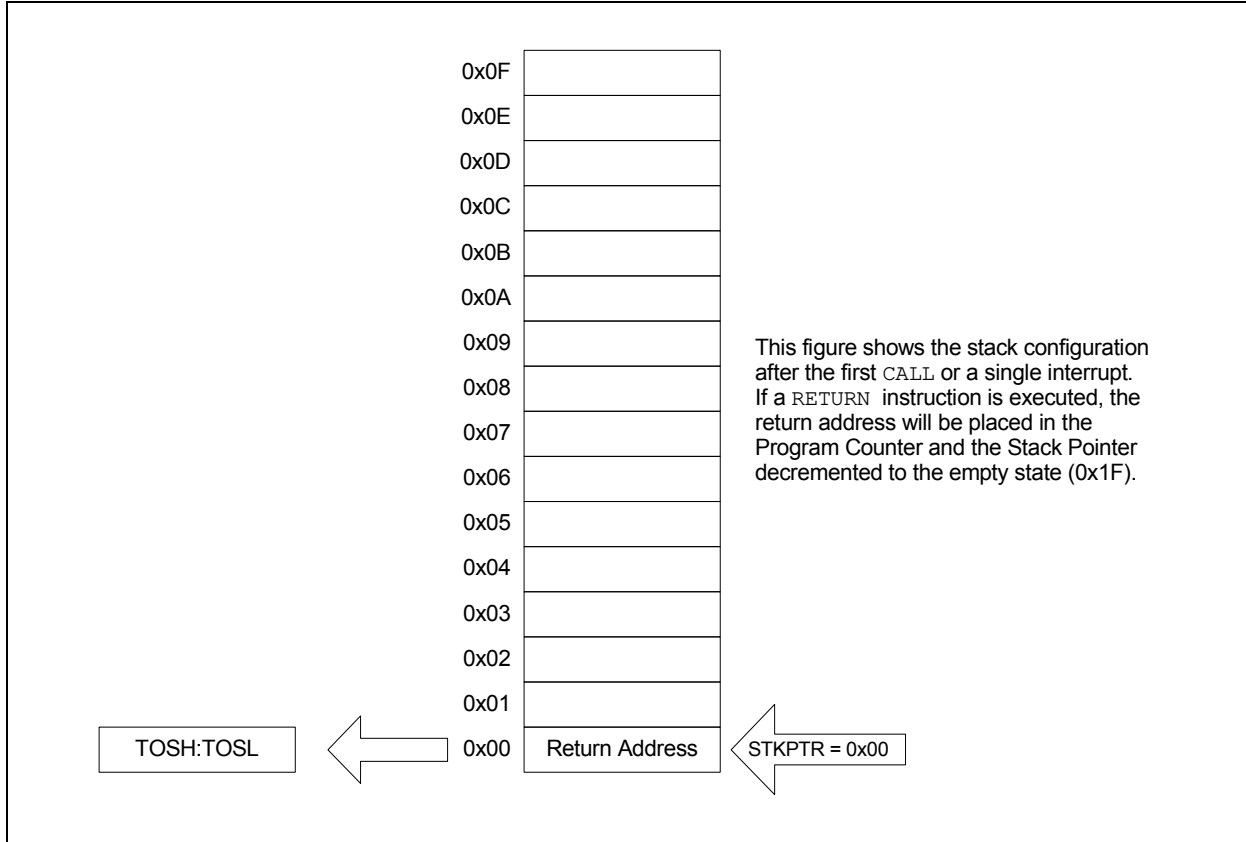 0x0F
0x0E
0x0D
0x0C
0x0B
0x0A
0x09
This figure shows the stack configuration
after the first CALL or a single interrupt.
If a RETURN instruction is executed, the
return address will be placed in the
Program Counter and the Stack Pointer
decremented to the empty state (0x1F).
0x08
0x07
0x06
0x05
0x04
0x03
0x02
0x01
TOSH:TOSL
0x00
Return Address
STKPTR = 0x00